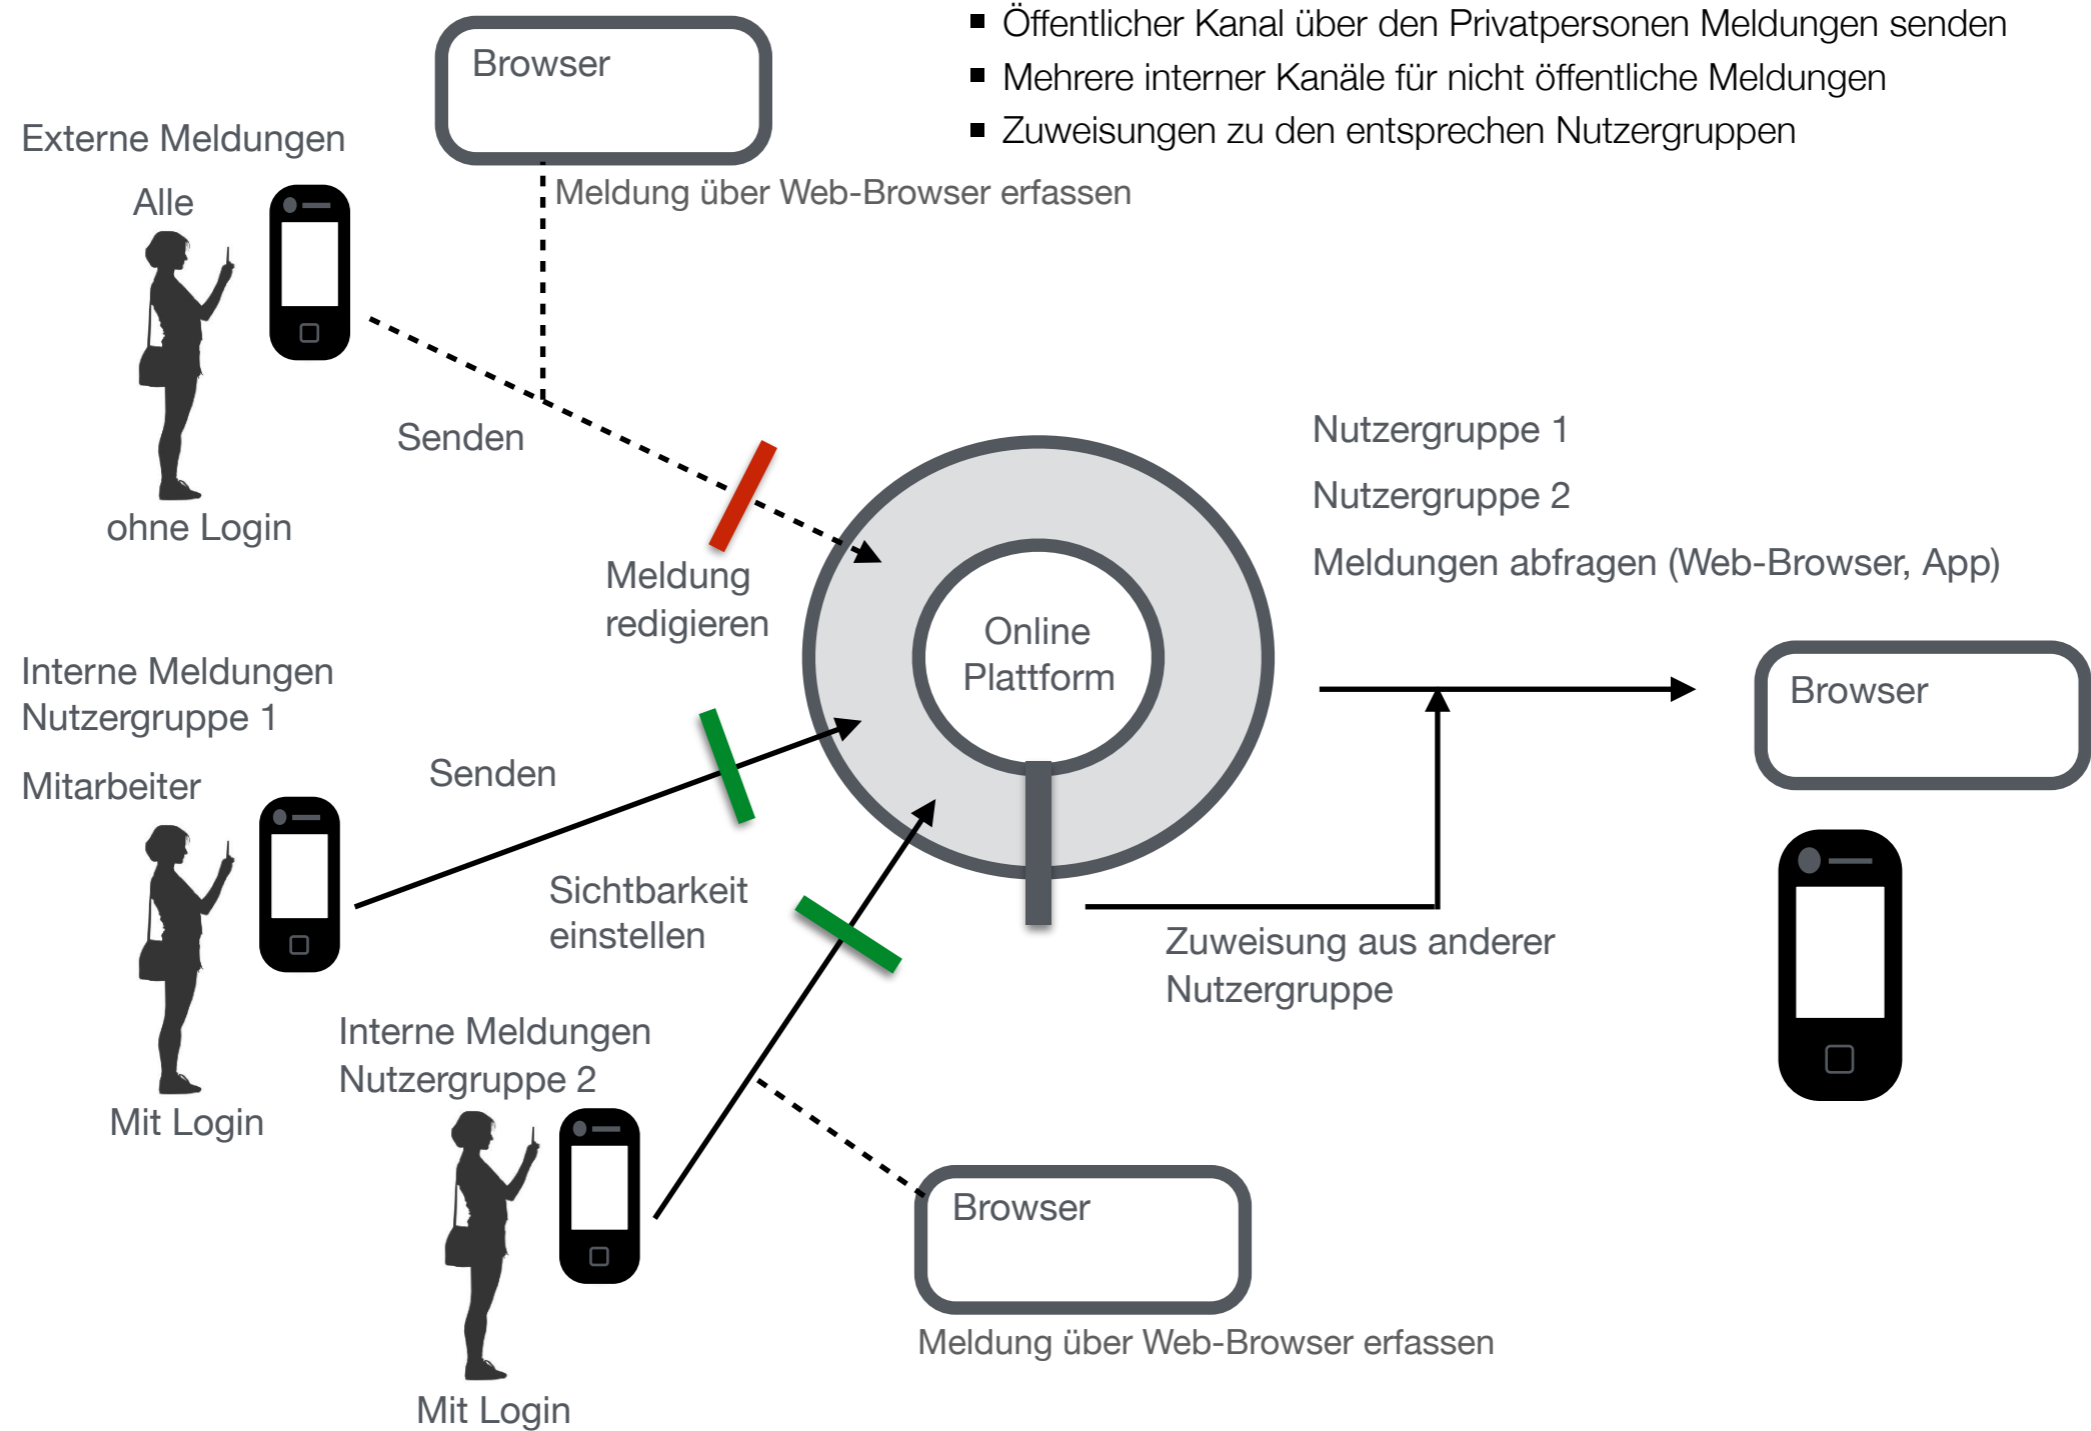 ▪ Öffentlicher Kanal über den Privatpersonen Meldungen senden
▪ Mehrere interner Kanäle für nicht öffentliche Meldungen
▪ Zuweisungen zu den entsprechen Nutzergruppen
Browser
Meldung über Web-Browser erfassen
Externe Meldungen
Alle
ohne Login
Senden
Meldung
redigieren
Online
Plattform
Nutzergruppe 1
Nutzergruppe 2
Meldungen abfragen (Web-Browser, App)
Browser
Interne Meldungen
Nutzergruppe 1
Mitarbeiter
Mit Login
Senden
Sichtbarkeit
einstellen
Zuweisung aus anderer
Nutzergruppe
Interne Meldungen
Nutzergruppe 2
Mit Login
Browser
Meldung über Web-Browser erfassen